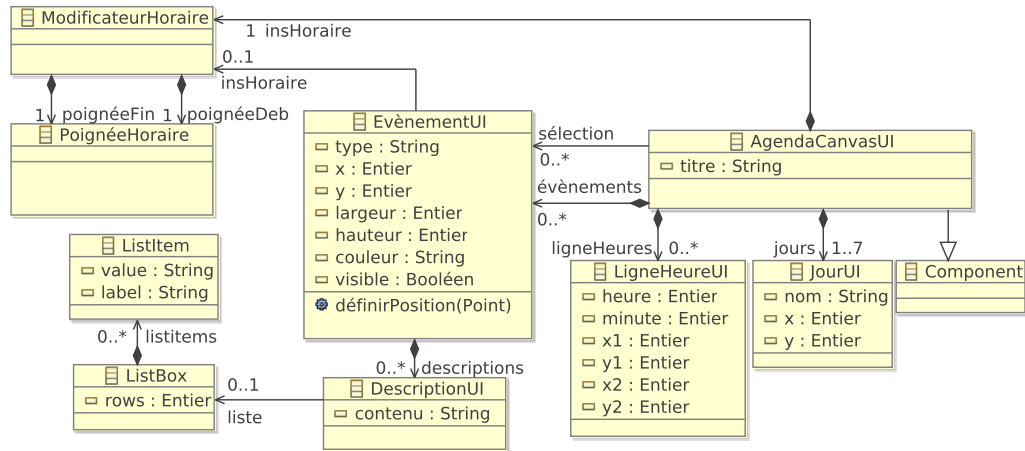 ModificateurHoraire
1 insHoraire
0..1
insHoraire
1 poignéeFin
1 poignéeDeb
PoignéeHoraire
EvènementUI
type : String
x : Entier
y : Entier
largeur : Entier
hauteur : Entier
couleur : String
visible : Booléen
définirPosition(Point)
sélection
0..*
évènements
0..*
AgendaCanvasUI
titre : String
ligneHeures
0..*
jours
1..7
ListItem
value : String
label : String
0..*
listitems
ListBox
rows : Entier
0..1
liste
0..*
descriptions
DescriptionUI
contenu : String
LigneHeureUI
heure : Entier
minute : Entier
x1 : Entier
y1 : Entier
x2 : Entier
y2 : Entier
JourUI
nom : String
x : Entier
y : Entier
Component